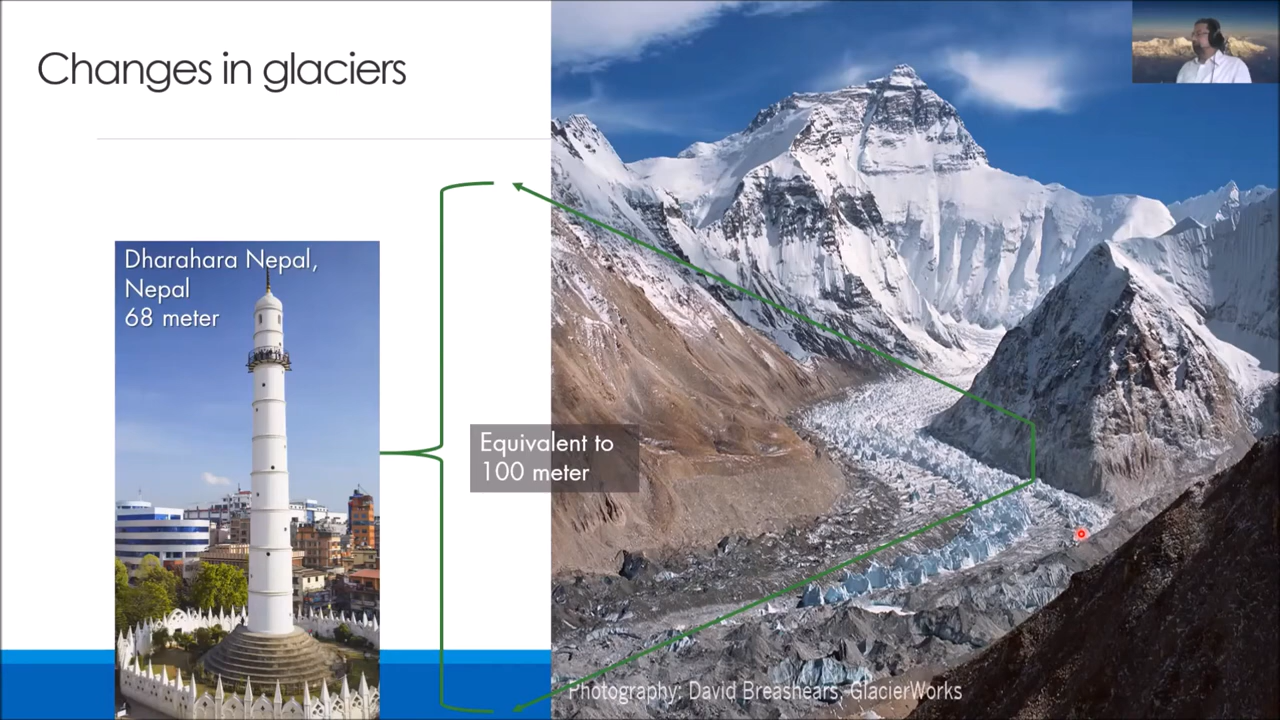 Changes in glaciers
Dharahara Nepal,
Nepal
68 meter
Equivalent to
100 meter
Photography: David Breashears, GlacierWorks